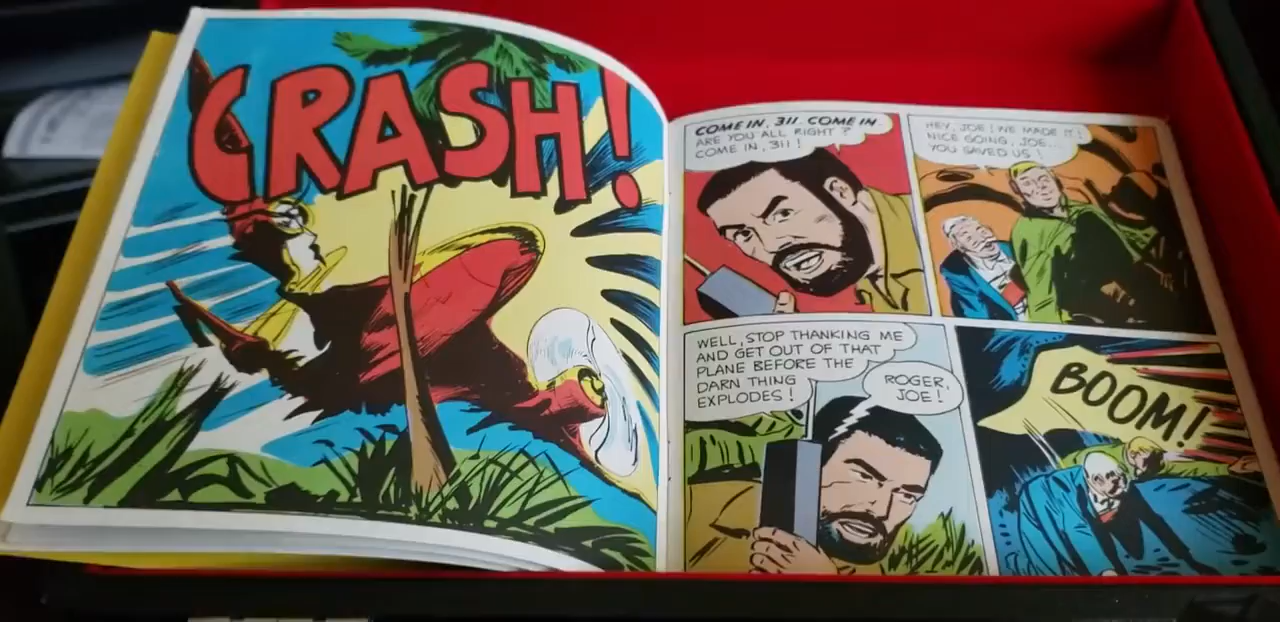 CRASH!
COME IN, 311. COME IN
ARE YOU ALL RIGHT?
COME IN, 311!
HEY, JOE! WE MADE IT!
NICE GOING, JOE...
YOU SAVED US!
WELL, STOP THANKING ME
AND GET OUT OF THAT
PLANE BEFORE THE
DARN THING
EXPLODES!
ROGER,
JOE!
BOOM!